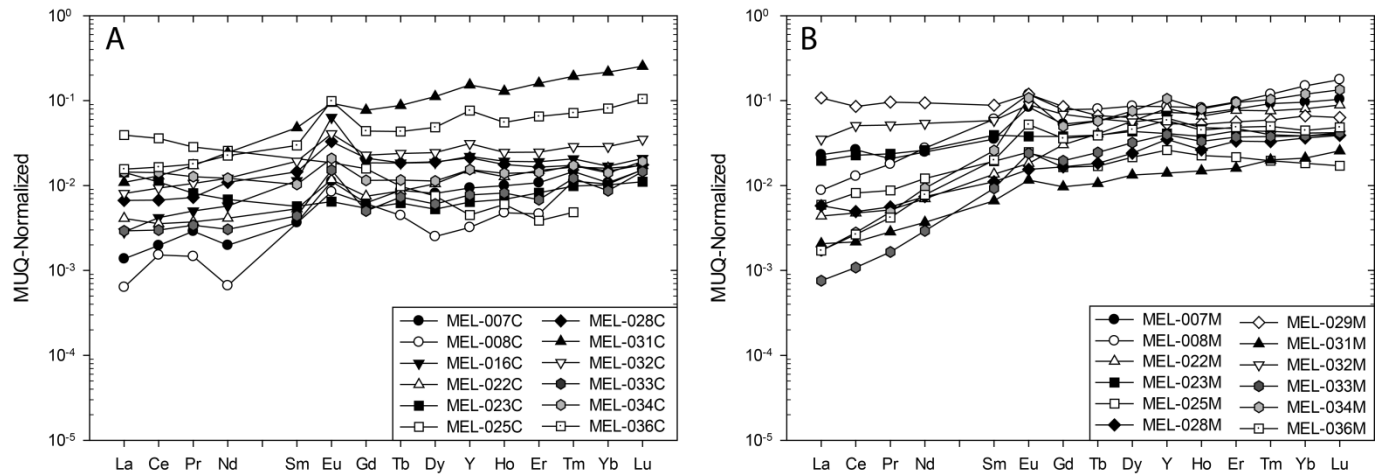 A
MUQ-Normalized
10⁰
10⁻¹
10⁻²
10⁻³
10⁻⁴
10⁻⁵
La Ce Pr Nd Sm Eu Gd Tb Dy Y Ho Er Tm Yb Lu
MEL-007C
MEL-008C
MEL-016C
MEL-022C
MEL-023C
MEL-025C
MEL-028C
MEL-031C
MEL-032C
MEL-033C
MEL-034C
MEL-036C
B
MUQ-Normalized
10⁰
10⁻¹
10⁻²
10⁻³
10⁻⁴
10⁻⁵
La Ce Pr Nd Sm Eu Gd Tb Dy Y Ho Er Tm Yb Lu
MEL-007M
MEL-008M
MEL-022M
MEL-023M
MEL-025M
MEL-028M
MEL-029M
MEL-031M
MEL-032M
MEL-033M
MEL-034M
MEL-036M